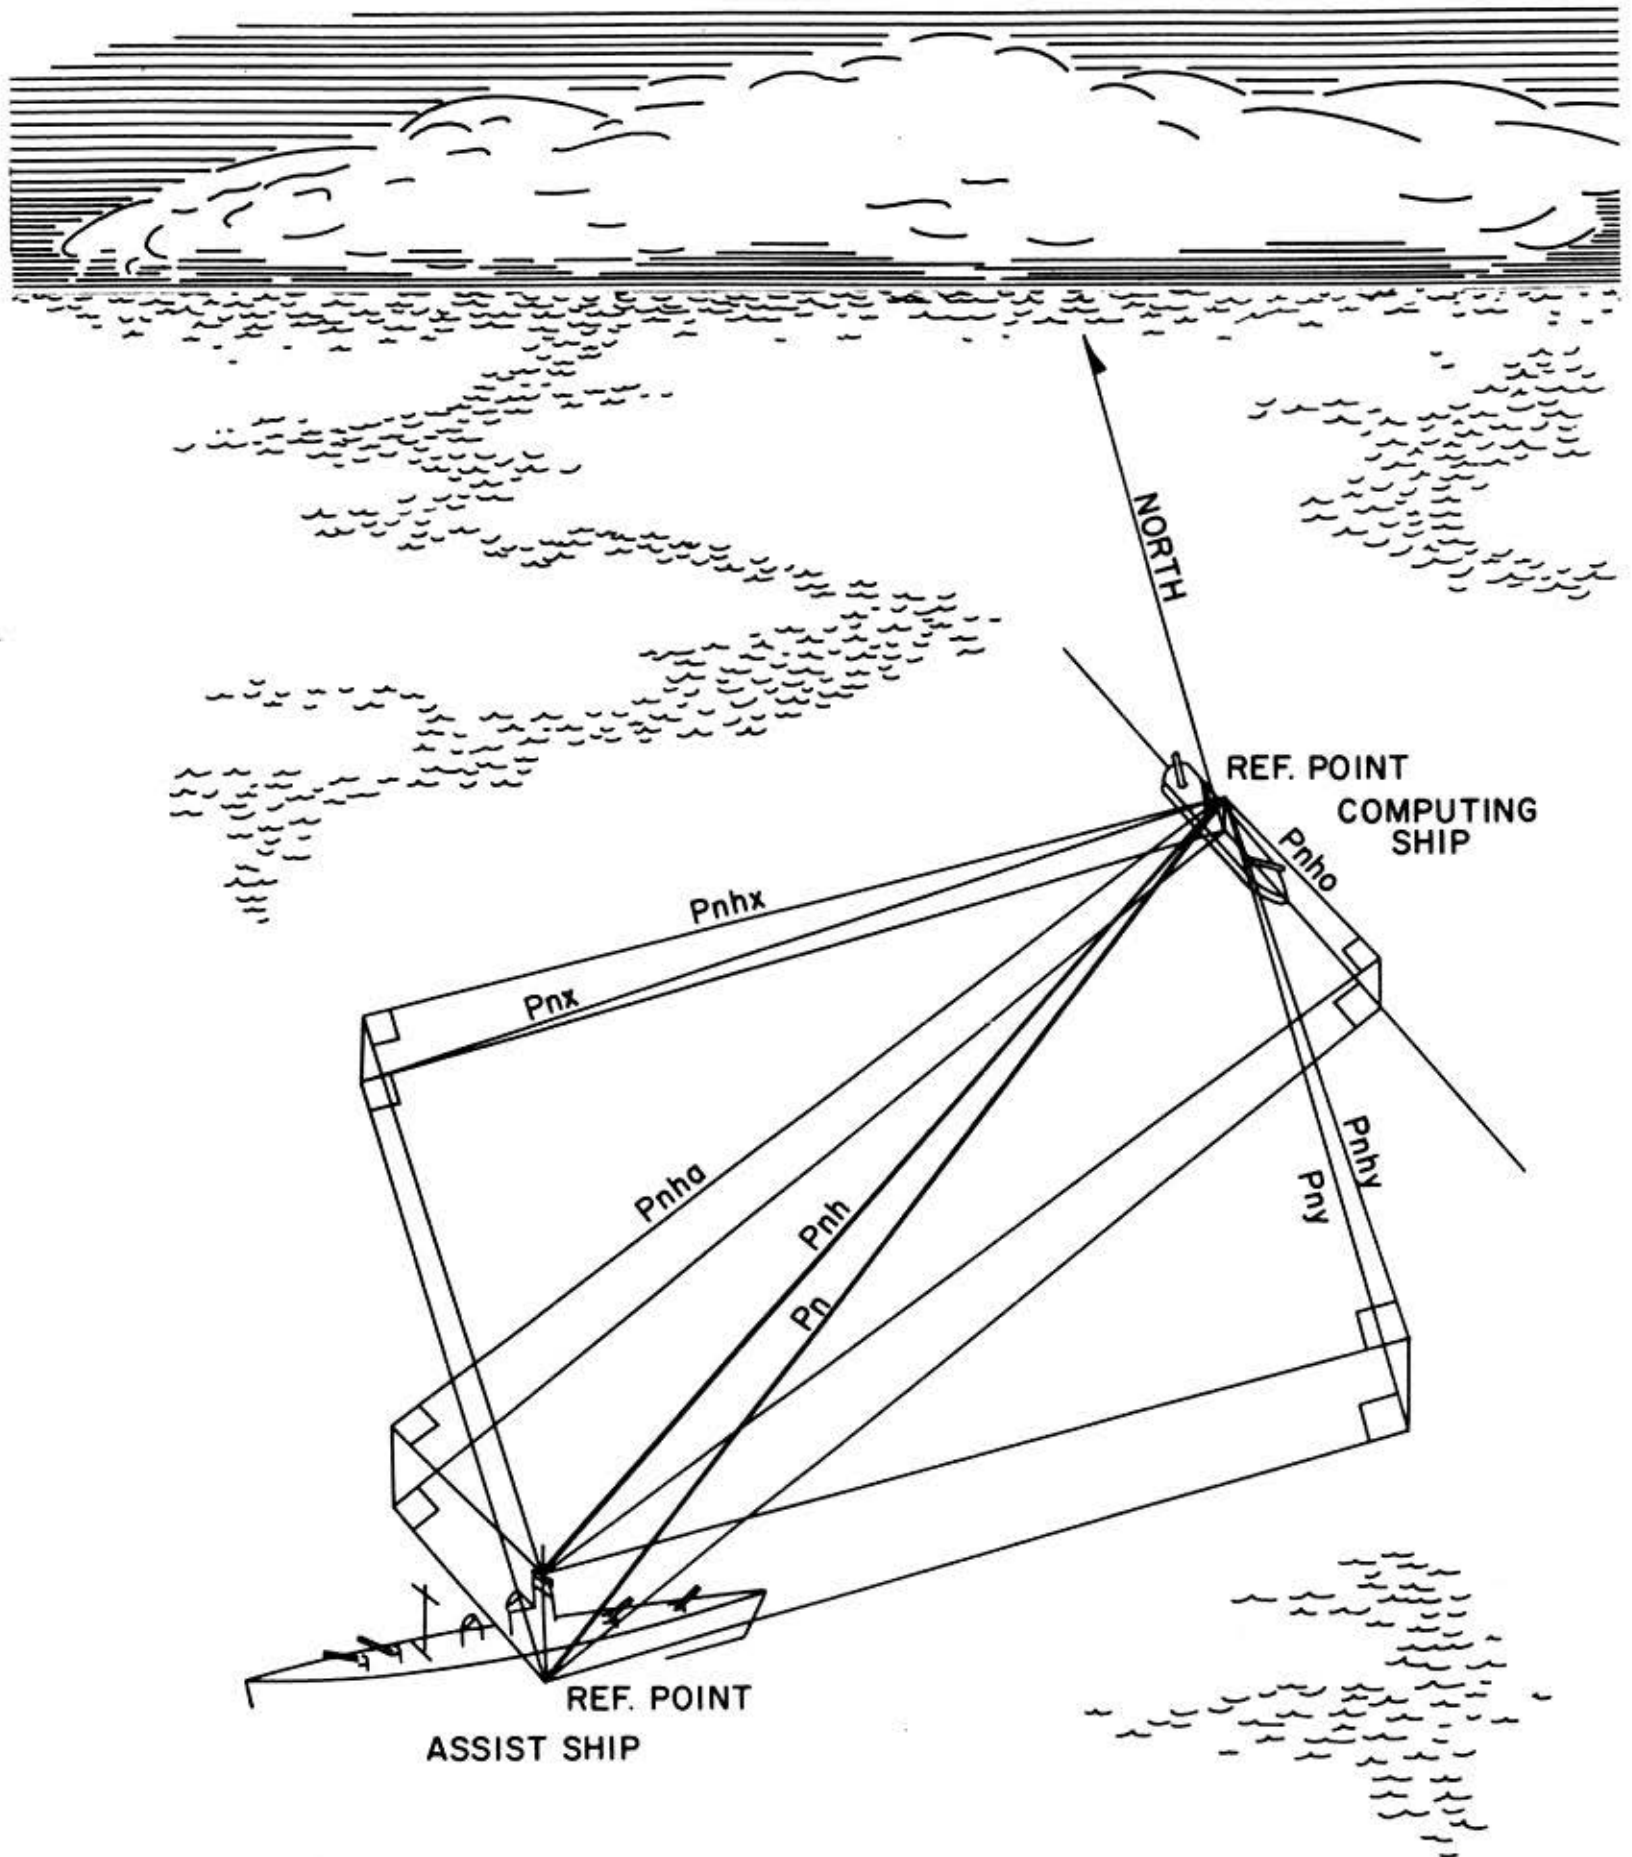 NORTH
REF. POINT
COMPUTING
SHIP
Pnho
Pnhx
Pnx
Pnha
Pnh
Pn
Pnhy
Pny
REF. POINT
ASSIST SHIP